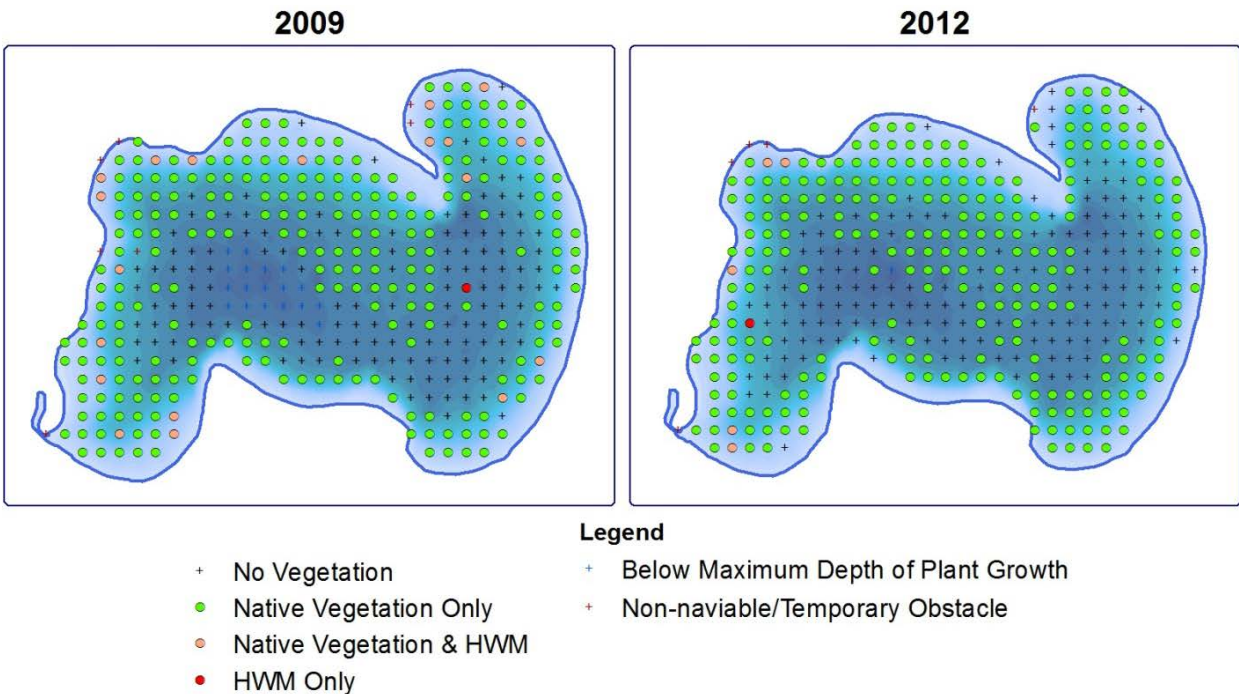 2009
2012
Legend
No Vegetation
Native Vegetation Only
Native Vegetation & HWM
HWM Only
Below Maximum Depth of Plant Growth
Non-naviable/Temporary Obstacle